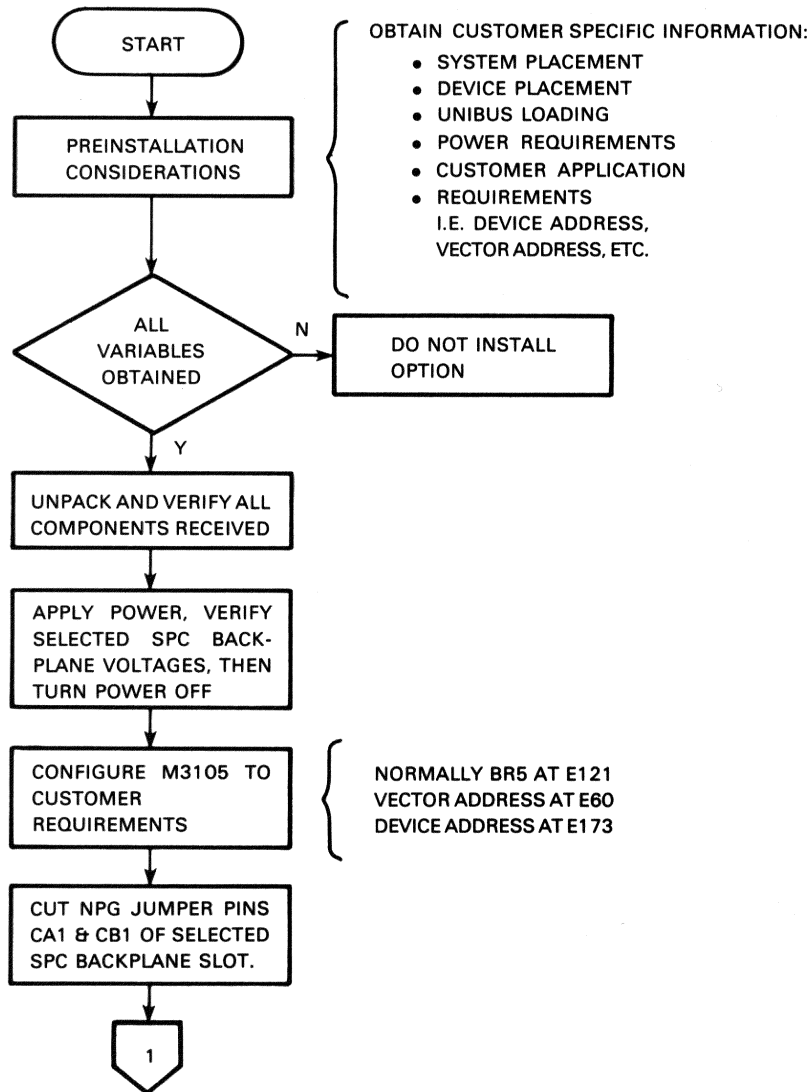 START
OBTAIN CUSTOMER SPECIFIC INFORMATION:
• SYSTEM PLACEMENT
• DEVICE PLACEMENT
• UNIBUS LOADING
• POWER REQUIREMENTS
• CUSTOMER APPLICATION
• REQUIREMENTS
I.E. DEVICE ADDRESS,
VECTOR ADDRESS, ETC.
PREINSTALLATION
CONSIDERATIONS
ALL
VARIABLES
OBTAINED
N
DO NOT INSTALL
OPTION
Y
UNPACK AND VERIFY ALL
COMPONENTS RECEIVED
APPLY POWER, VERIFY
SELECTED SPC BACK-
PLANE VOLTAGES, THEN
TURN POWER OFF
CONFIGURE M3105 TO
CUSTOMER
REQUIREMENTS
NORMALLY BR5 AT E121
VECTOR ADDRESS AT E60
DEVICE ADDRESS AT E173
CUT NPG JUMPER PINS
CA1 & CB1 OF SELECTED
SPC BACKPLANE SLOT.
1